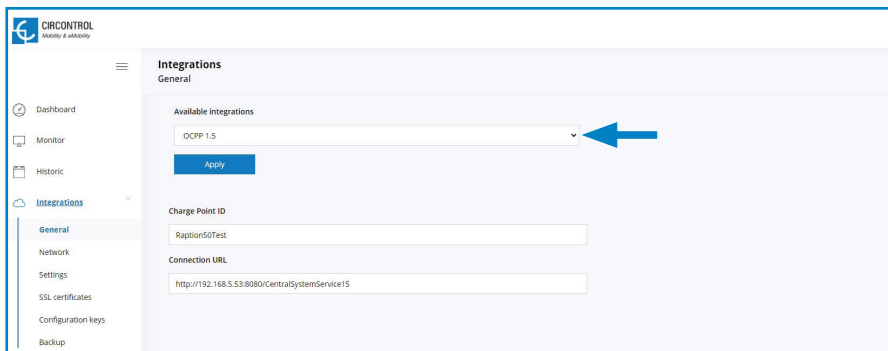 CIRCONTROL
Mobility & eMobility
Integrations
General
Dashboard
Monitor
Historic
Integrations
General
Network
Settings
SSL certificates
Configuration keys
Backup
Available integrations
OCPP 1.5
Apply
Charge Point ID
Raption50Test
Connection URL
http://192.168.5.53:8080/CentralSystemService15